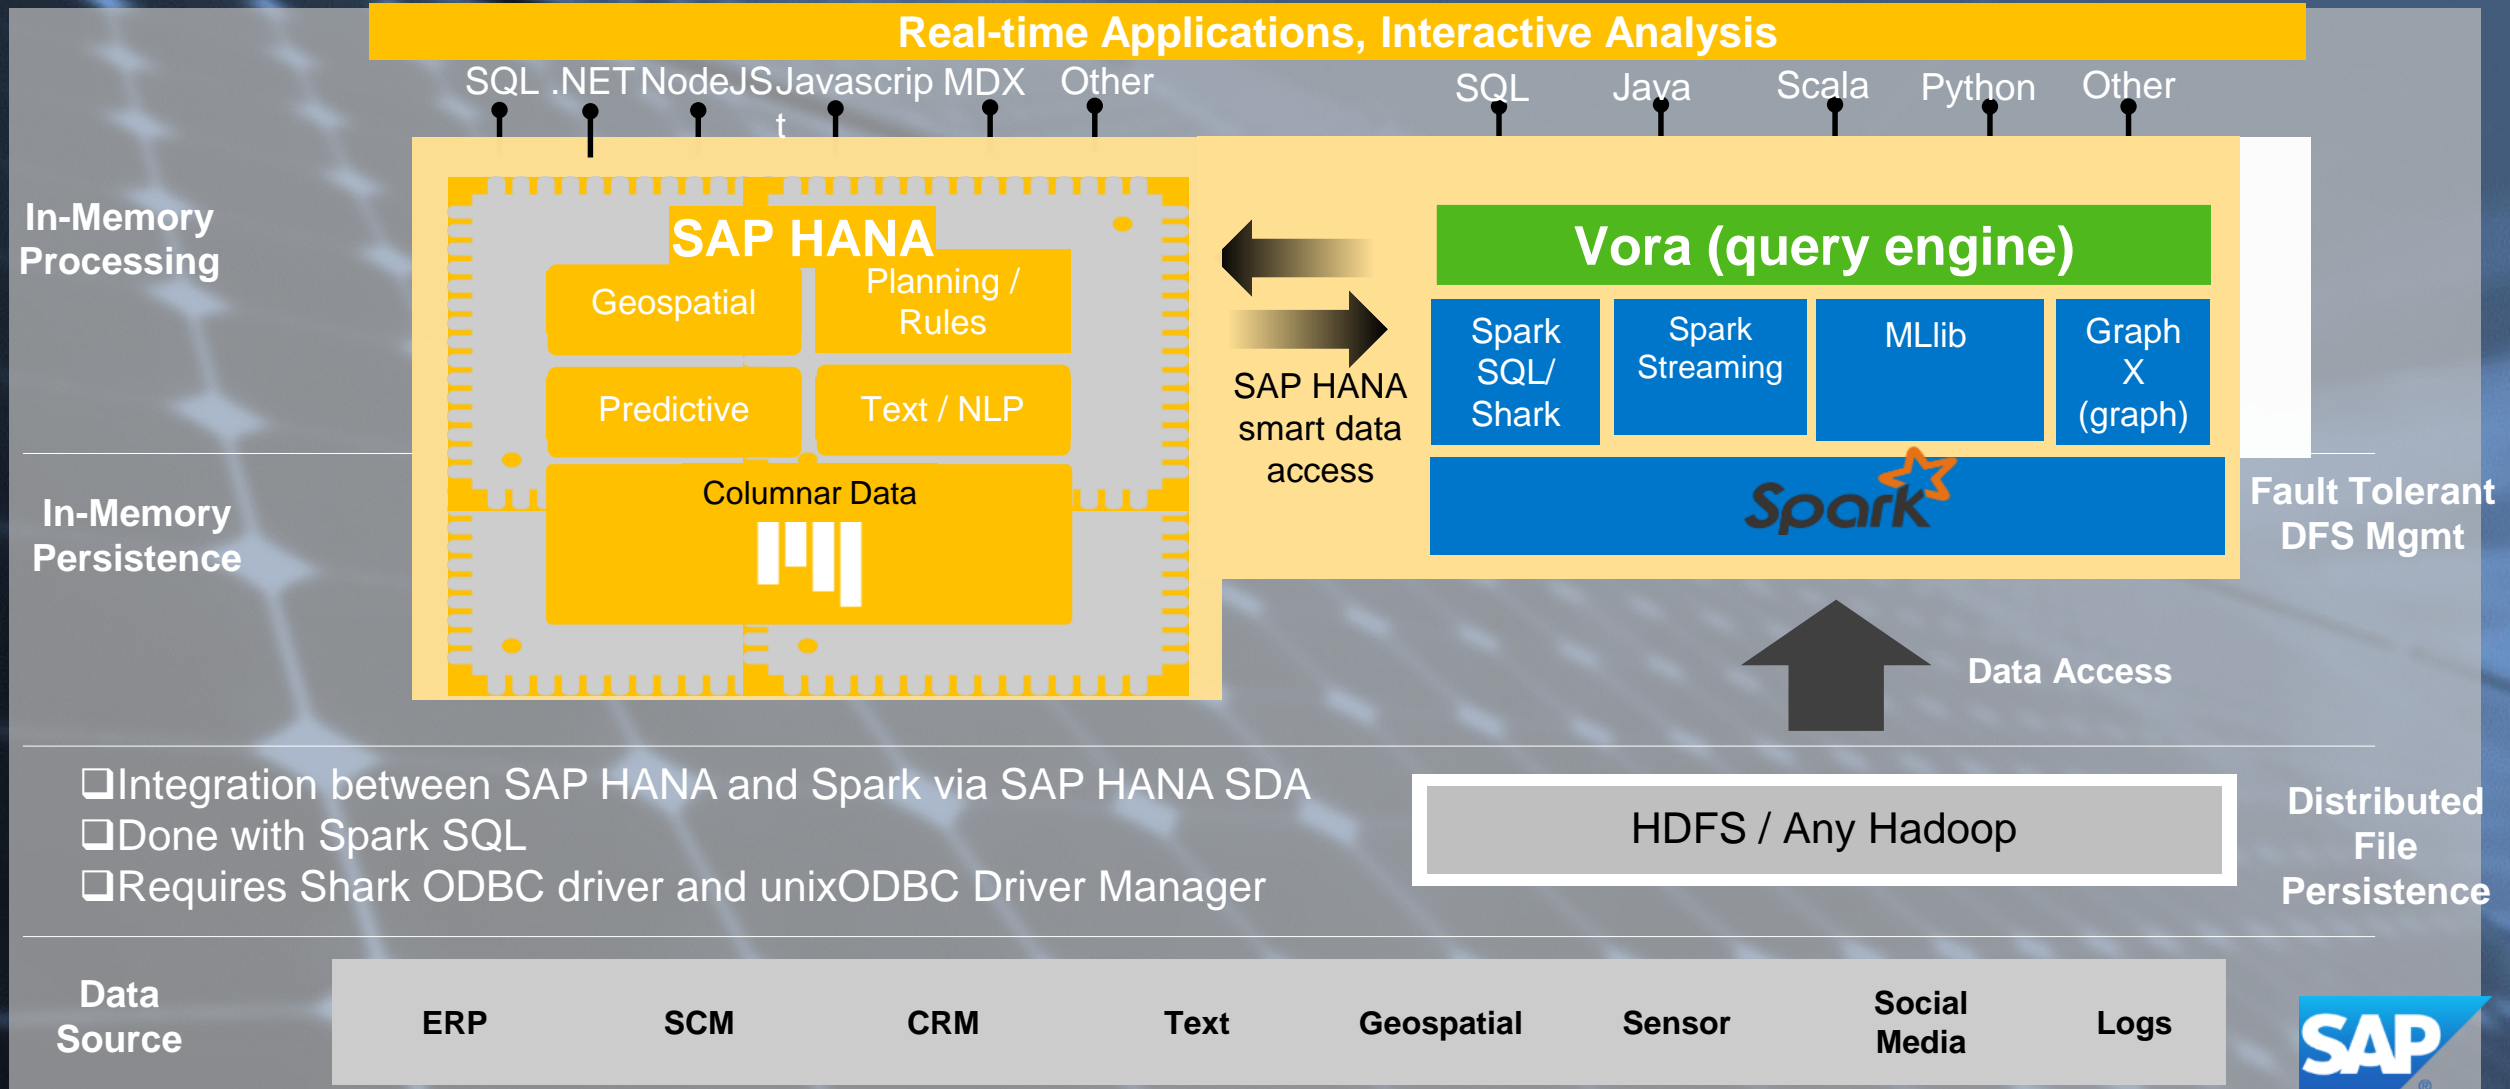 Real-time Applications, Interactive Analysis
SQL .NET NodeJS Javascrip MDX Other
t
SQL Java Scala Python Other
In-Memory
Processing
SAP HANA
Geospatial
Planning /
Rules
Predictive
Text / NLP
Columnar Data
SAP HANA
smart data
access
Vora (query engine)
Spark
SQL/
Shark
Spark
Streaming
MLlib
Graph
X
(graph)
Spark
In-Memory
Persistence
Fault Tolerant
DFS Mgmt
Data Access
❑Integration between SAP HANA and Spark via SAP HANA SDA
❑Done with Spark SQL
❑Requires Shark ODBC driver and unixODBC Driver Manager
HDFS / Any Hadoop
Distributed
File
Persistence
Data
Source
ERP SCM CRM Text Geospatial Sensor Social
Media Logs
SAP
®